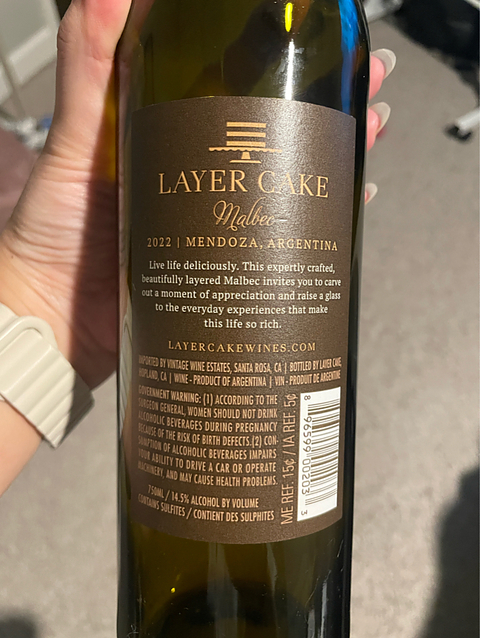 LAYER CAKE
Malbec
2022 | MENDOZA, ARGENTINA
Live life deliciously. This expertly crafted,
beautifully layered Malbec invites you to carve
out a moment of appreciation and raise a glass
to the everyday experiences that make
this life so rich.
LAYERCAKEWINES.COM
IMPORTED BY VINTAGE WINE ESTATES, SANTA ROSA, CA | BOTTLED BY LAYER CAKE,
HOPLAND, CA | WINE - PRODUCT OF ARGENTINA | VIN - PRODUIT DE ARGENTINE
GOVERNMENT WARNING: (1) ACCORDING TO THE
SURGEON GENERAL, WOMEN SHOULD NOT DRINK
ALCOHOLIC BEVERAGES DURING PREGNANCY
BECAUSE OF THE RISK OF BIRTH DEFECTS.(2) CON-
SUMPTION OF ALCOHOLIC BEVERAGES IMPAIRS
YOUR ABILITY TO DRIVE A CAR OR OPERATE
MACHINERY, AND MAY CAUSE HEALTH PROBLEMS.
750ML / 14.5% ALCOHOL BY VOLUME
CONTAINS SULFITES / CONTIENT DES SULPHITES
ME REF. 15¢ / IA REF. 5¢
8 96599 00203 3